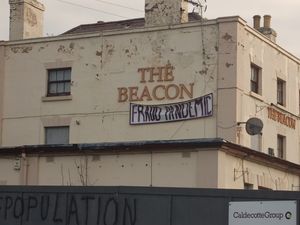 THE
BEACON
FRAUD PANDEMIC
THE BEACON
POPULATION
CaldecotteGroup